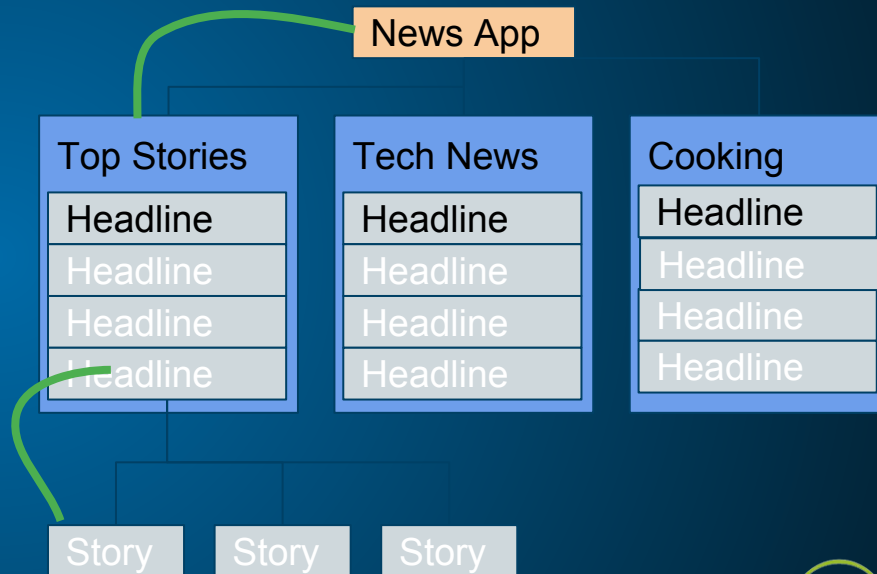 News App
Top Stories
Headline
Headline
Headline
Headline
Tech News
Headline
Headline
Headline
Headline
Cooking
Headline
Headline
Headline
Headline
Story
Story
Story